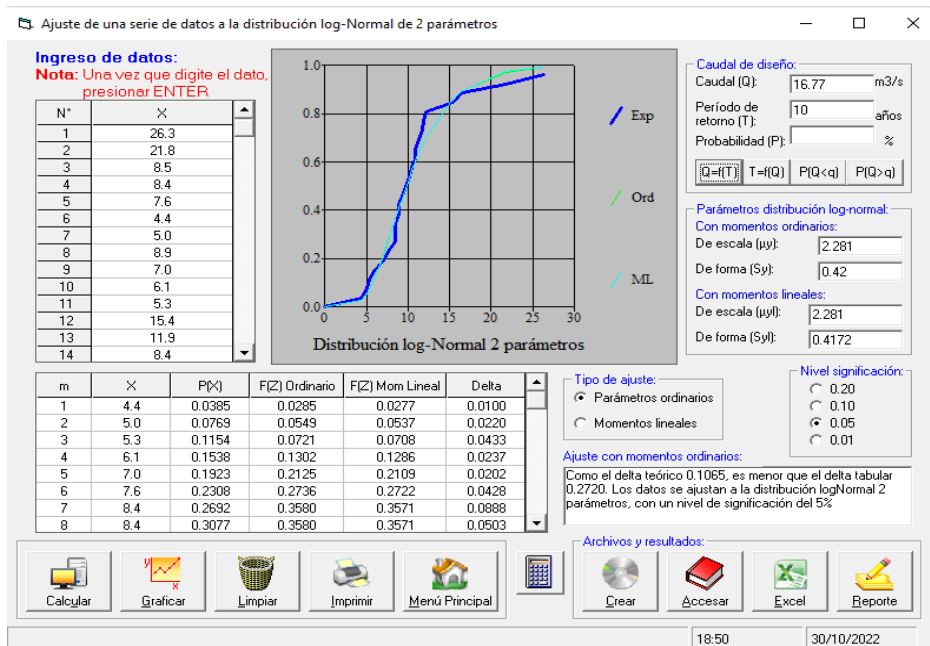 Ajuste de una serie de datos a la distribución log-Normal de 2 parámetros
Ingreso de datos:
Nota: Una vez que digite el dato,
presionar ENTER
N° X
1 26.3
2 21.8
3 8.5
4 8.4
5 7.6
6 4.4
7 5.0
8 8.9
9 7.0
10 6.1
11 5.3
12 15.4
13 11.9
14 8.4
1.0
0.8
0.6
0.4
0.2
0.0
0 5 10 15 20 25 30
Distribución log-Normal 2 parámetros
Exp
Ord
ML
Caudal de diseño:
Caudal (Q): 16.77 m3/s
Período de
retorno (T): 10 años
Probabilidad (P): %
Q=f(T) T=f(Q) P(Q<q) P(Q>q)
Parámetros distribución log-normal:
Con momentos ordinarios:
De escala (µy): 2.281
De forma (Sy): 0.42
Con momentos lineales:
De escala (µyl): 2.281
De forma (Syl): 0.4172
m X P(X) F(Z) Ordinario F(Z) Mom Lineal Delta
1 4.4 0.0385 0.0285 0.0277 0.0100
2 5.0 0.0769 0.0549 0.0537 0.0220
3 5.3 0.1154 0.0721 0.0708 0.0433
4 6.1 0.1538 0.1302 0.1286 0.0237
5 7.0 0.1923 0.2125 0.2109 0.0202
6 7.6 0.2308 0.2736 0.2722 0.0428
7 8.4 0.2692 0.3580 0.3571 0.0888
8 8.4 0.3077 0.3580 0.3571 0.0503
Tipo de ajuste:
Parámetros ordinarios
Momentos lineales
Nivel significación:
0.20
0.10
0.05
0.01
Ajuste con momentos ordinarios:
Como el delta teórico 0.1065, es menor que el delta tabular
0.2720. Los datos se ajustan a la distribución logNormal 2
parámetros, con un nivel de significación del 5%
Calcular Graficar Limpiar Imprimir Menú Principal
Archivos y resultados:
Crear Accesar Excel Reporte
18:50 30/10/2022